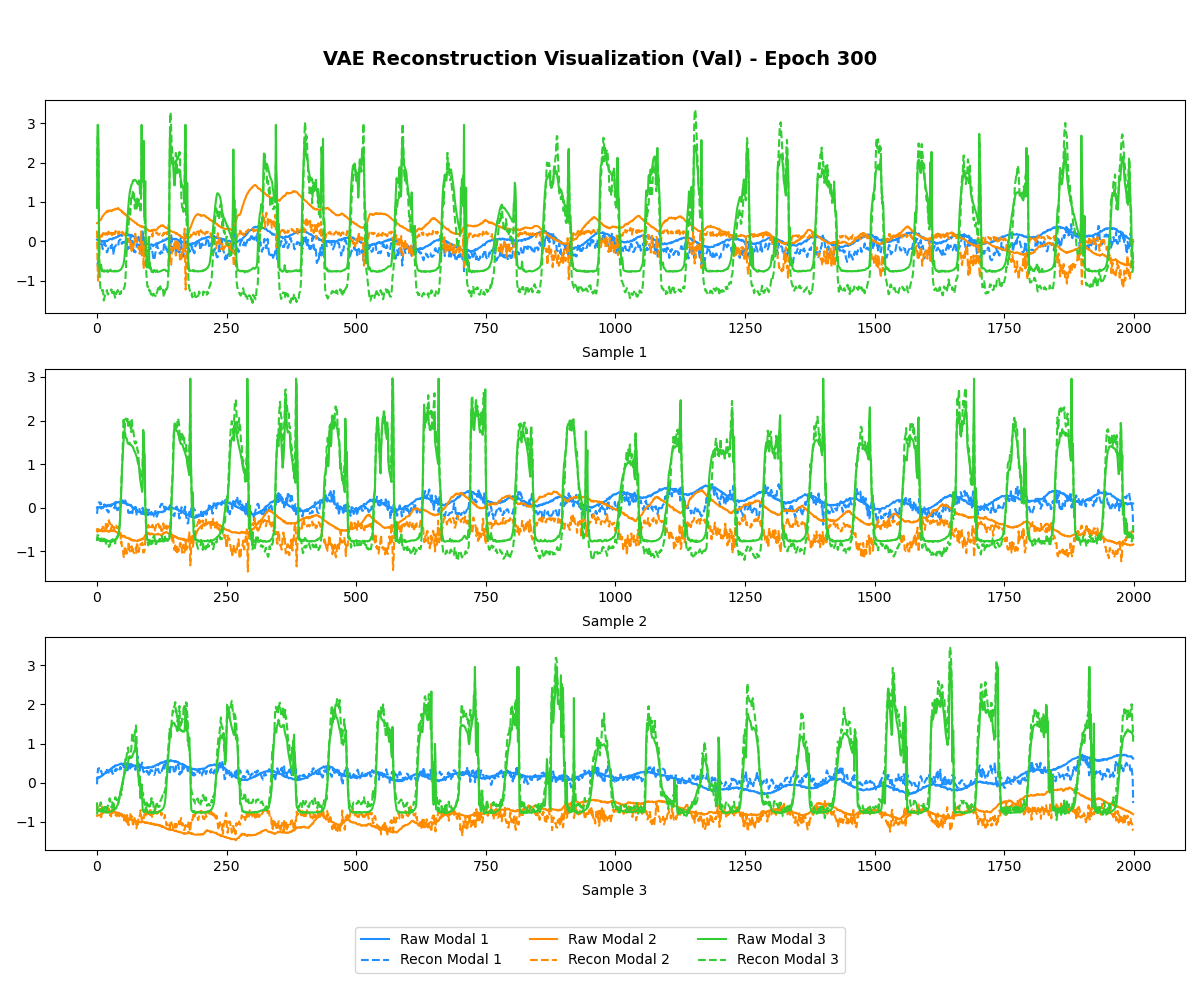 VAE Reconstruction Visualization (Val) - Epoch 300
3
2
1
0
−1
0 250 500 750 1000 1250 1500 1750 2000
Sample 1
3
2
1
0
−1
0 250 500 750 1000 1250 1500 1750 2000
Sample 2
3
2
1
0
−1
0 250 500 750 1000 1250 1500 1750 2000
Sample 3
Raw Modal 1 Raw Modal 2 Raw Modal 3
Recon Modal 1 Recon Modal 2 Recon Modal 3